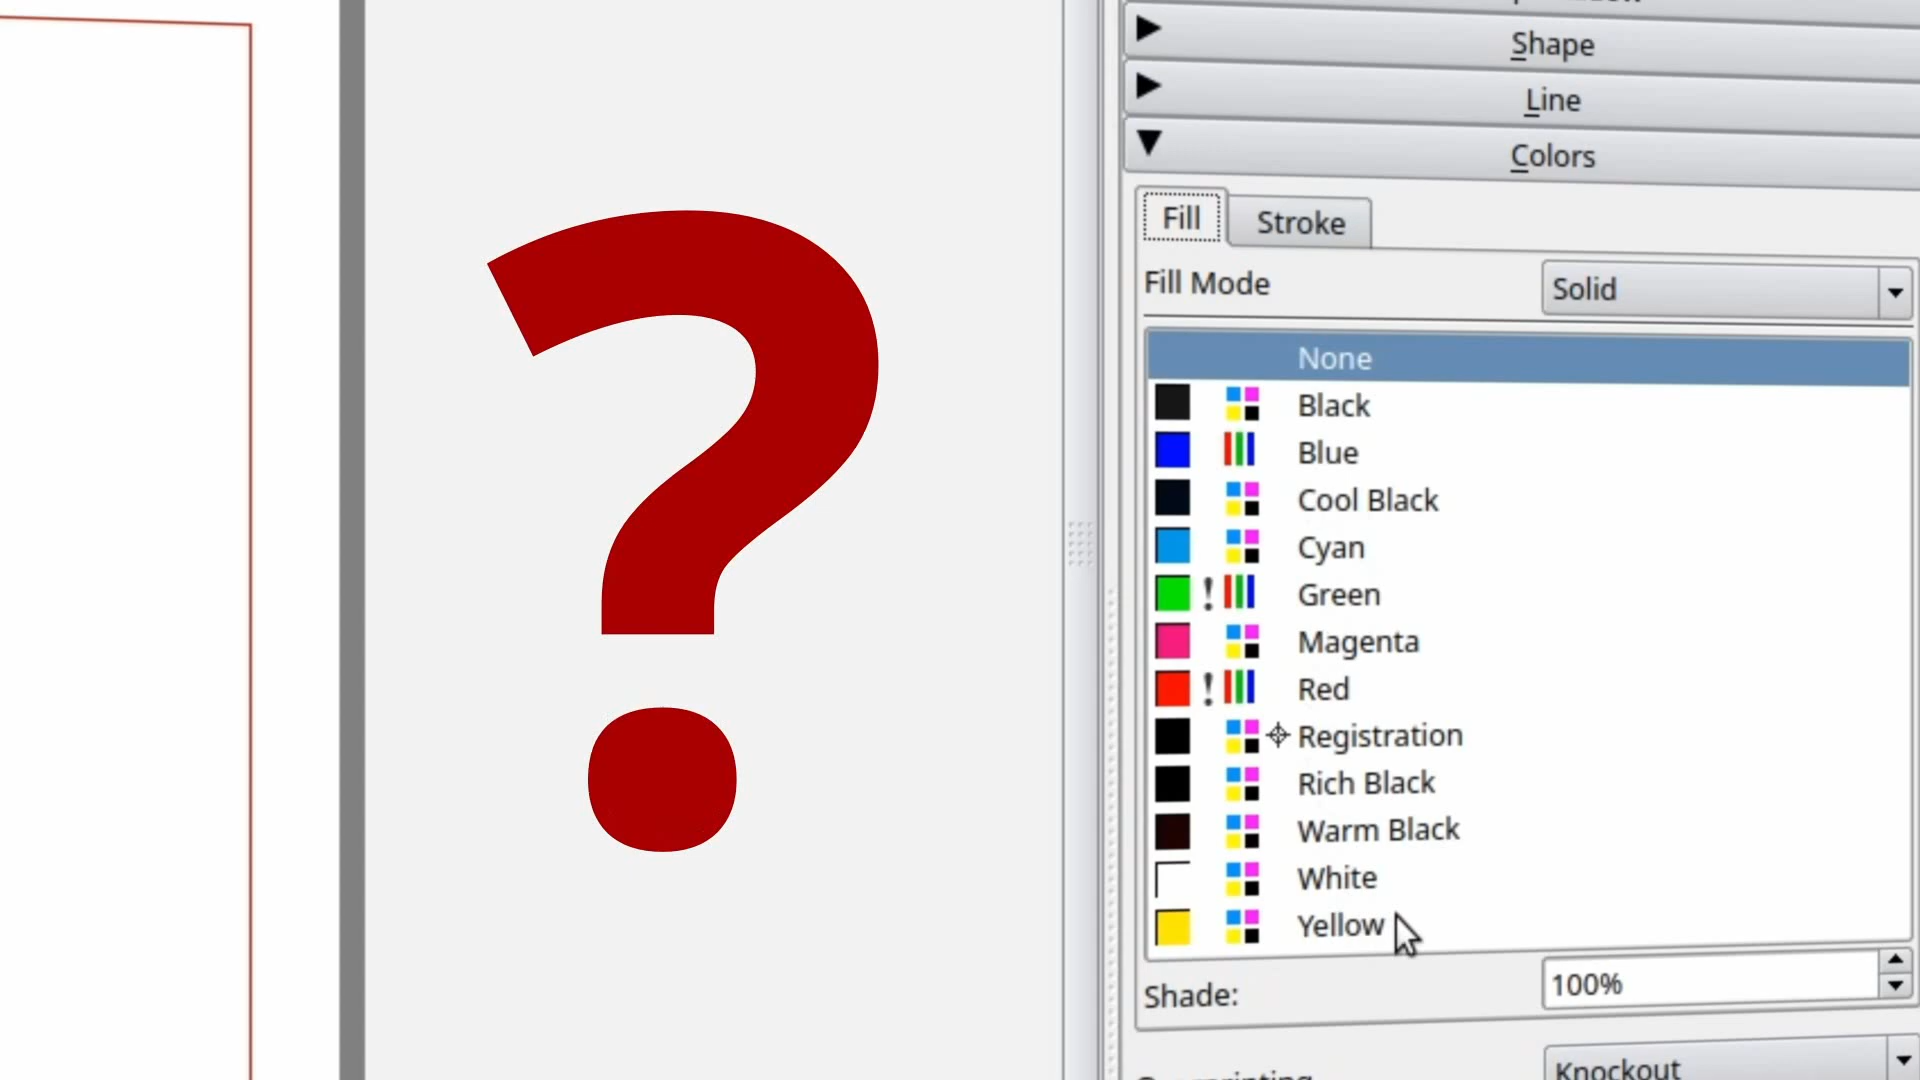 Shape
Line
Colors
Fill
Stroke
Fill Mode
Solid
None
Black
Blue
Cool Black
Cyan
! Green
Magenta
! Red
Registration
Rich Black
Warm Black
White
Yellow
Shade:
100%
Knockout
?